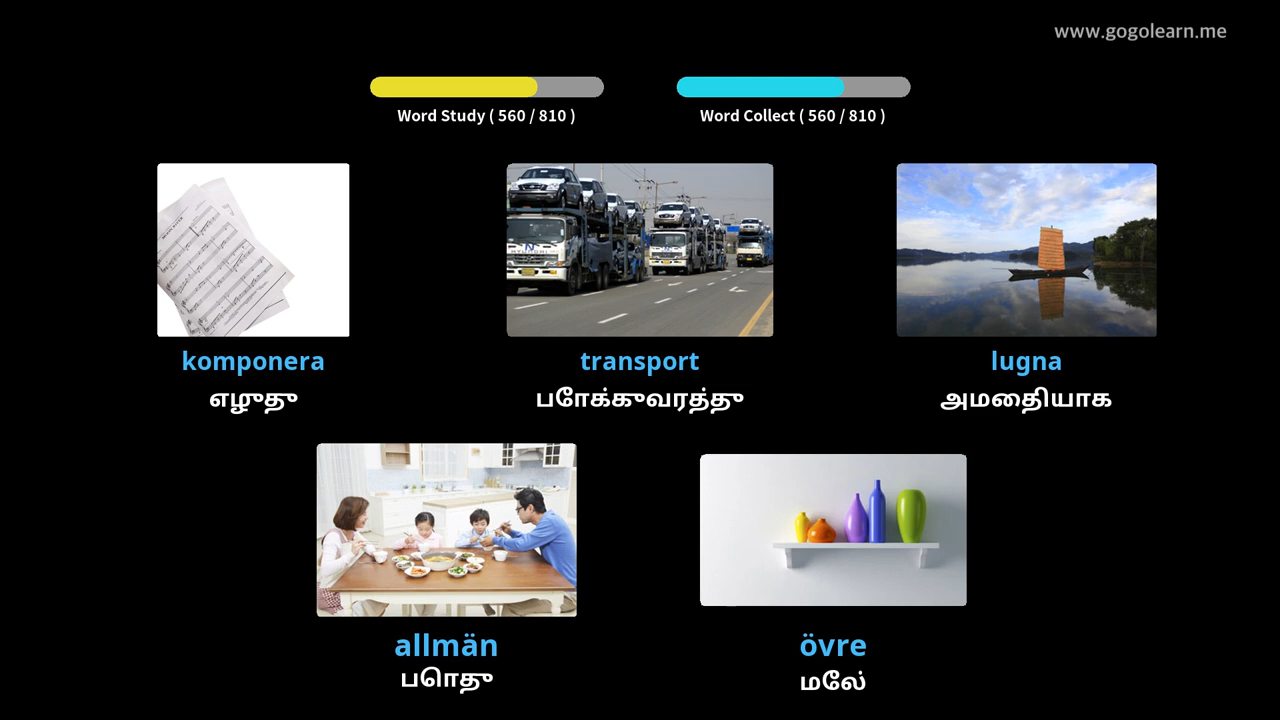 www.gogolearn.me
Word Study ( 560 / 810 )
Word Collect ( 560 / 810 )
komponera
எழுது
transport
போக்குவரத்து
lugna
அமைதியாக
allmän
பொது
övre
மேல்